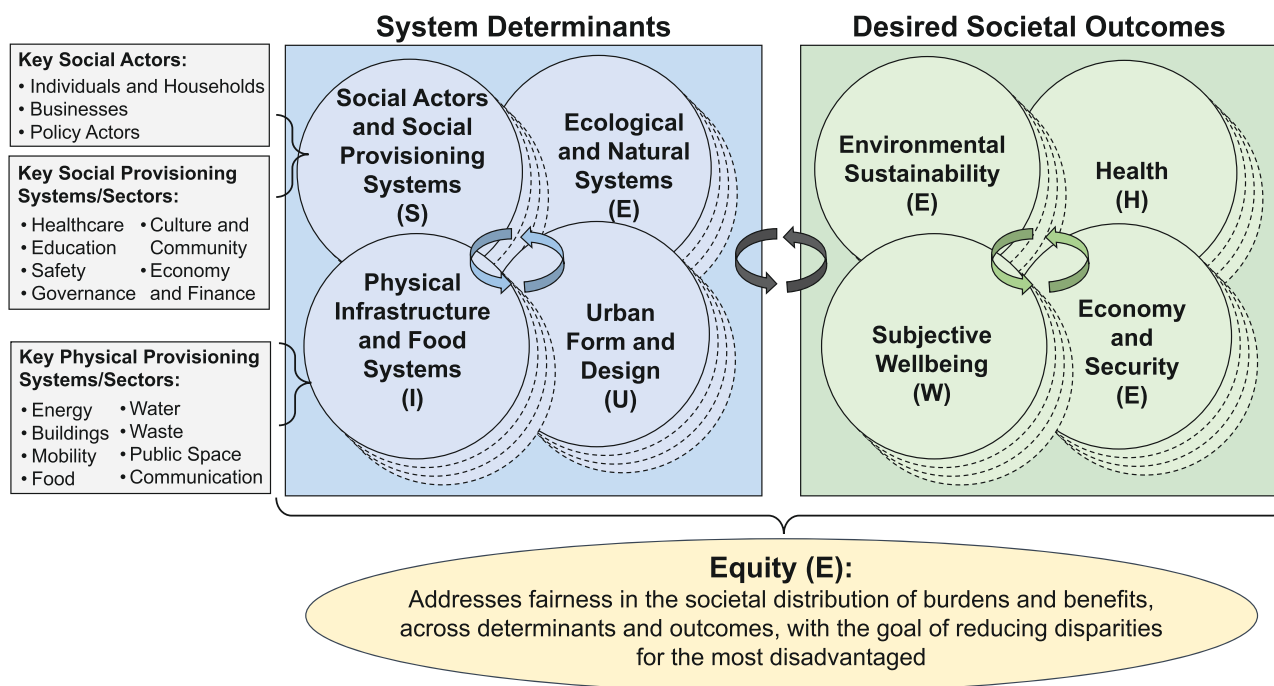 System Determinants
Desired Societal Outcomes
Key Social Actors:
• Individuals and Households
• Businesses
• Policy Actors
Key Social Provisioning
Systems/Sectors:
• Healthcare
• Education
• Safety
• Governance
• Culture and
Community
• Economy
and Finance
Key Physical Provisioning
Systems/Sectors:
• Energy
• Buildings
• Mobility
• Food
• Water
• Waste
• Public Space
• Communication
Social Actors
and Social
Provisioning
Systems
(S)
Ecological
and Natural
Systems
(E)
Physical
Infrastructure
and Food
Systems
(I)
Urban
Form and
Design
(U)
Environmental
Sustainability
(E)
Health
(H)
Subjective
Wellbeing
(W)
Economy
and
Security
(E)
Equity (E):
Addresses fairness in the societal distribution of burdens and benefits,
across determinants and outcomes, with the goal of reducing disparities
for the most disadvantaged